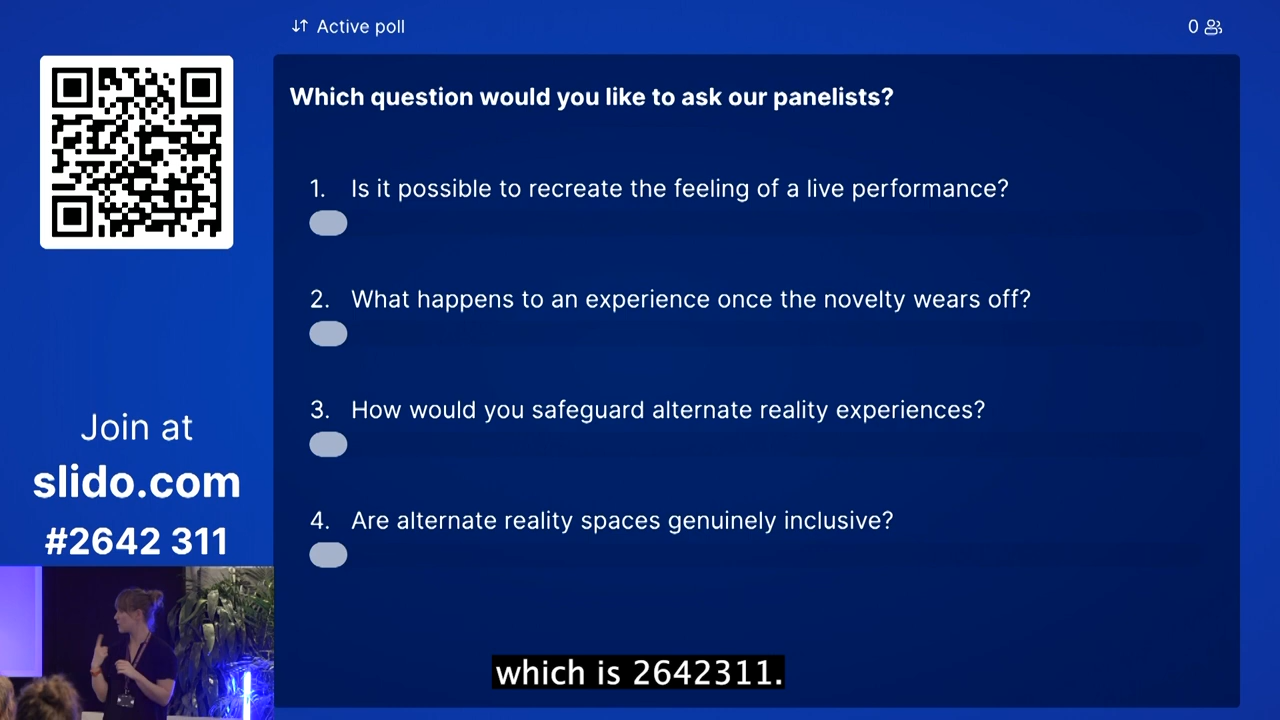 Active poll
0
Which question would you like to ask our panelists?
1. Is it possible to recreate the feeling of a live performance?
2. What happens to an experience once the novelty wears off?
3. How would you safeguard alternate reality experiences?
4. Are alternate reality spaces genuinely inclusive?
Join at
slido.com
#2642 311
which is 2642311.